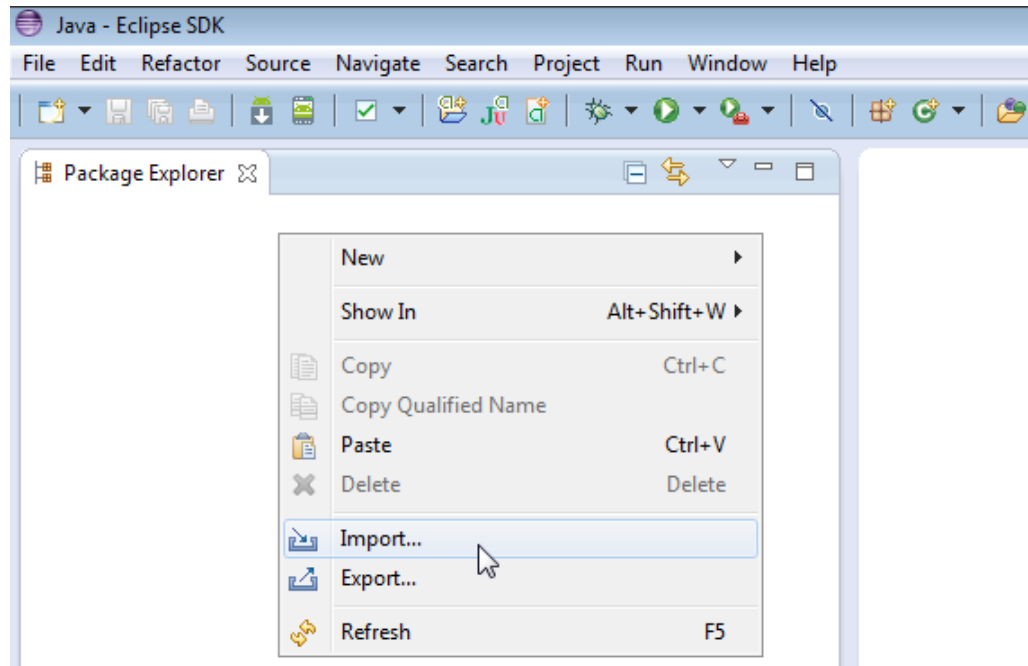 Java - Eclipse SDK
File Edit Refactor Source Navigate Search Project Run Window Help
Package Explorer
New
Show In Alt+Shift+W
Copy Ctrl+C
Copy Qualified Name
Paste Ctrl+V
Delete Delete
Import...
Export...
Refresh F5